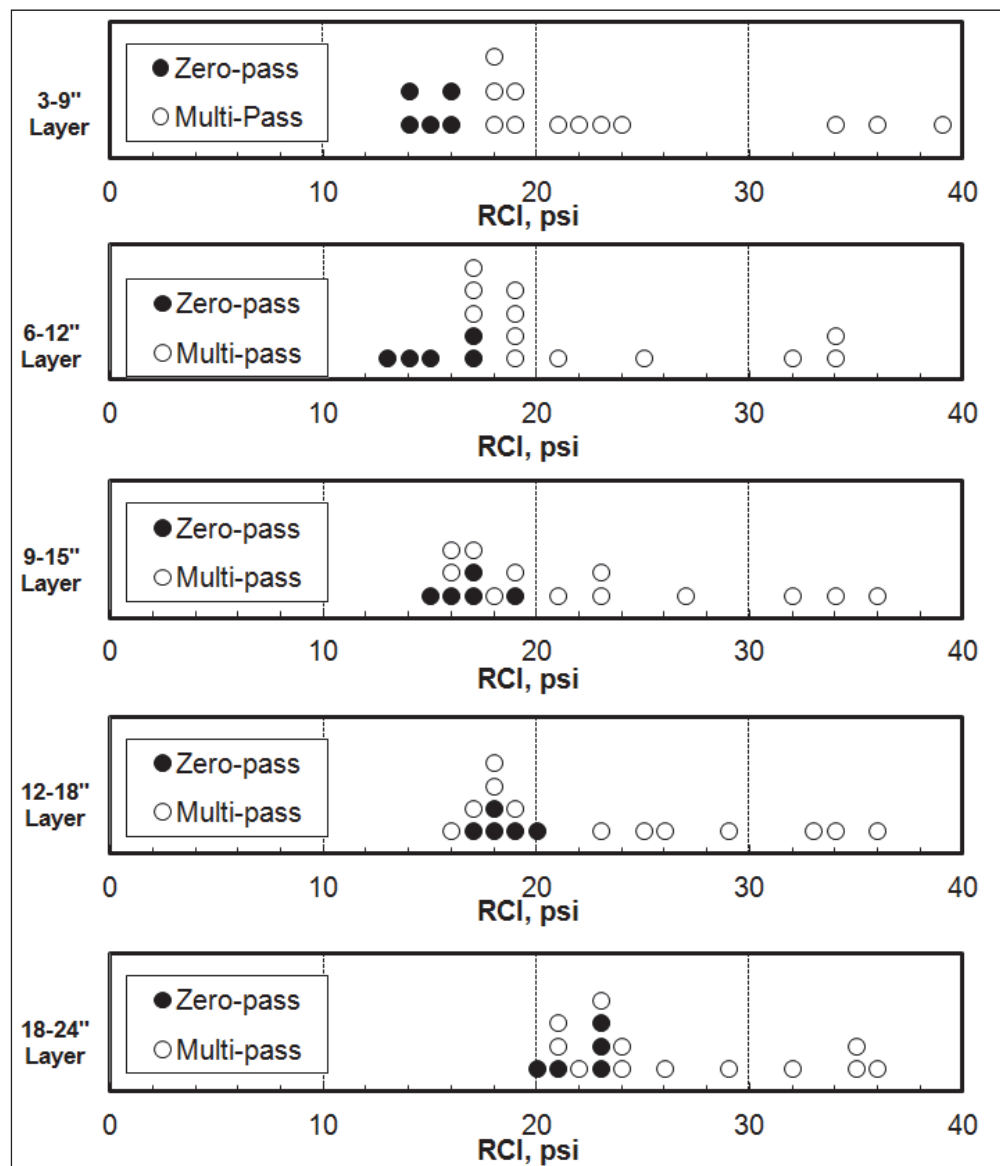 3-9"
Layer
Zero-pass
Multi-Pass
0 10 20 30 40
RCI, psi
6-12"
Layer
Zero-pass
Multi-pass
0 10 20 30 40
RCI, psi
9-15"
Layer
Zero-pass
Multi-pass
0 10 20 30 40
RCI, psi
12-18"
Layer
Zero-pass
Multi-pass
0 10 20 30 40
RCI, psi
18-24"
Layer
Zero-pass
Multi-pass
0 10 20 30 40
RCI, psi